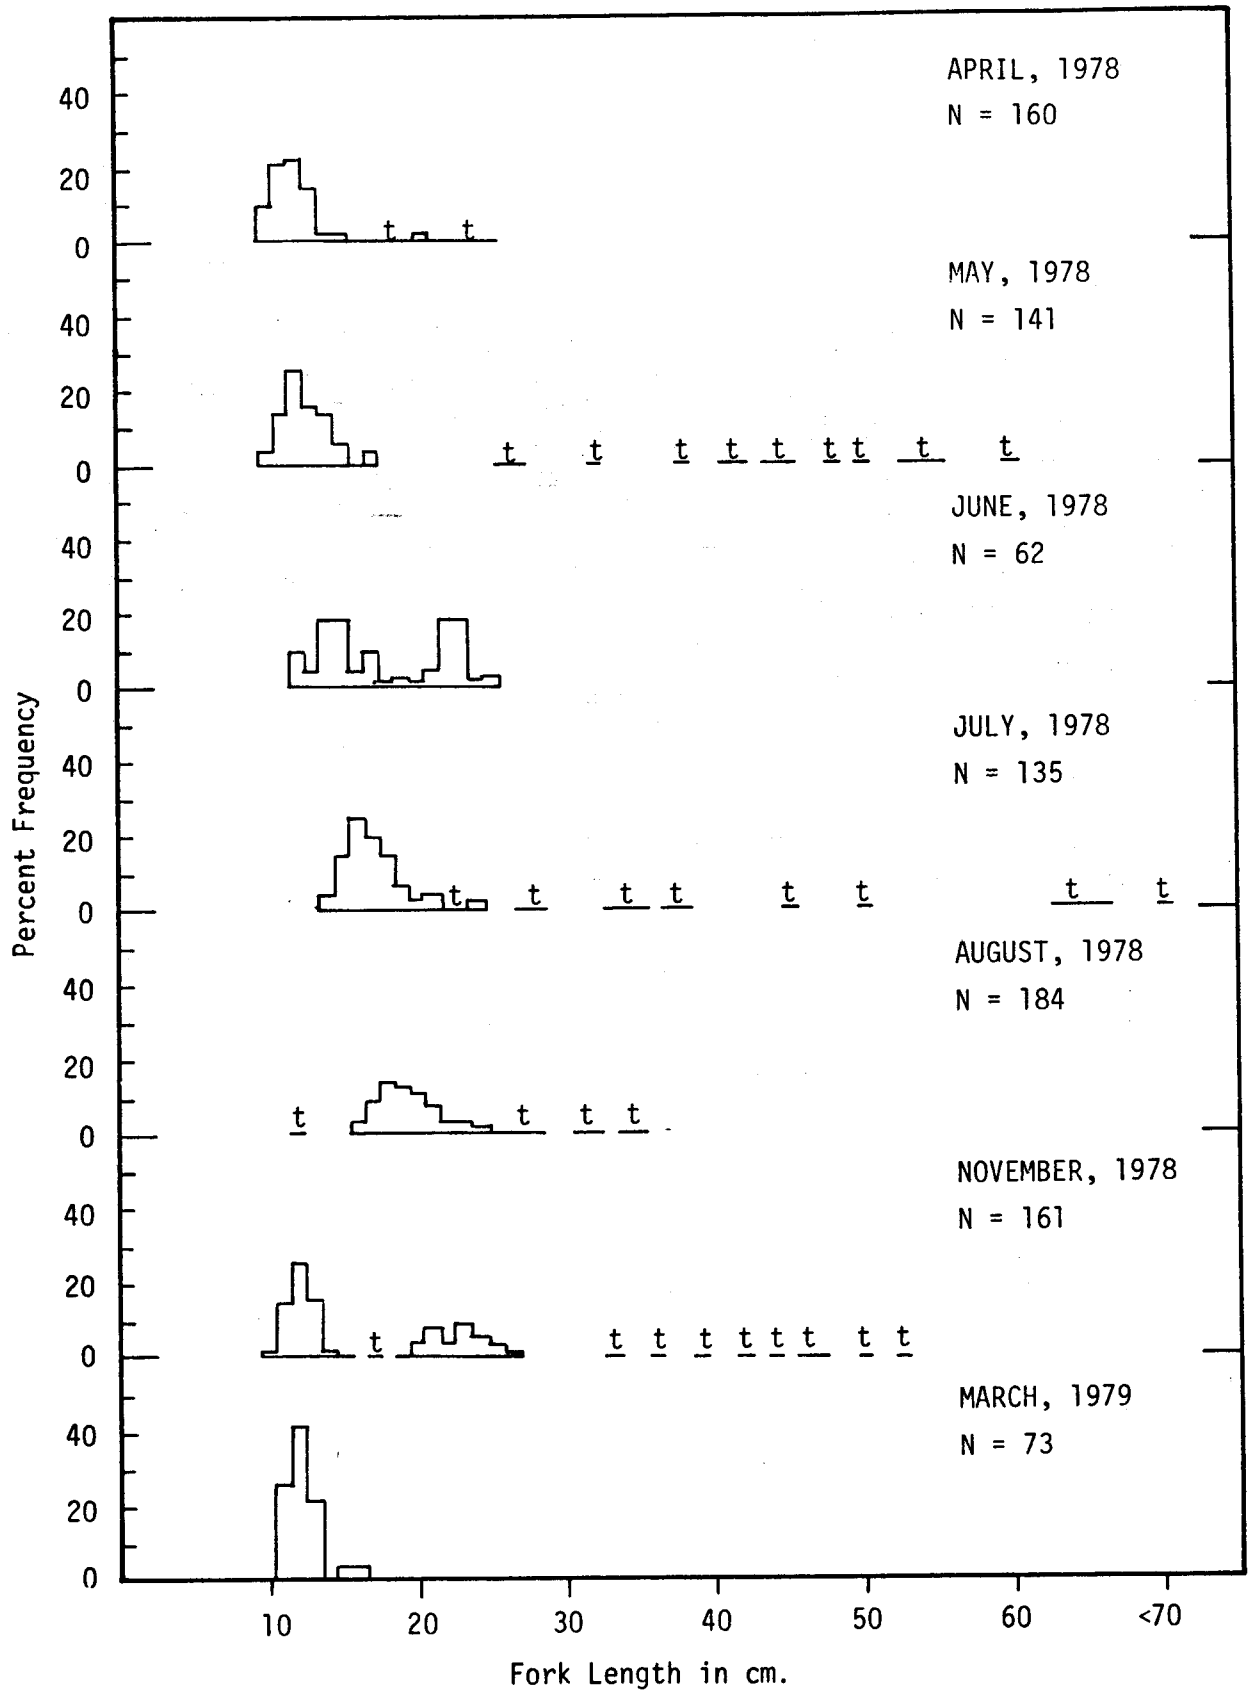 APRIL, 1978
N = 160
40
20
t t
0
MAY, 1978
N = 141
40
20
t t t t t t t t t
0
JUNE, 1978
N = 62
40
20
0
JULY, 1978
N = 135
40
20
t t t t t t t t
0
AUGUST, 1978
N = 184
40
20
t t t t
0
NOVEMBER, 1978
N = 161
40
20
t t t t t t t t t
0
MARCH, 1979
N = 73
40
20
0
10 20 30 40 50 60 <70
Percent Frequency
Fork Length in cm.